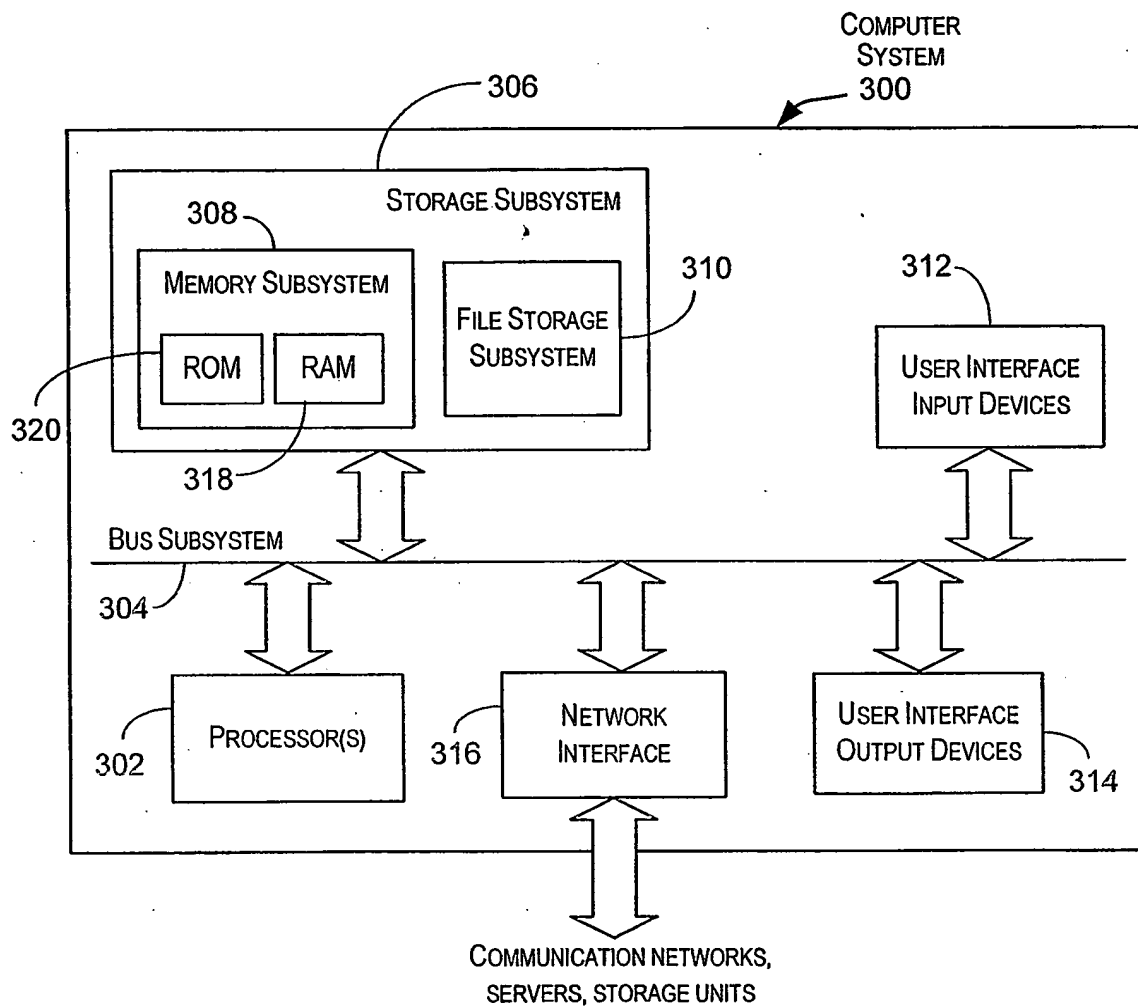 COMPUTER
SYSTEM
300
306
STORAGE SUBSYSTEM
308
MEMORY SUBSYSTEM
310
FILE STORAGE
SUBSYSTEM
312
USER INTERFACE
INPUT DEVICES
ROM
RAM
320
318
BUS SUBSYSTEM
304
302
PROCESSOR(S)
316
NETWORK
INTERFACE
USER INTERFACE
OUTPUT DEVICES
314
COMMUNICATION NETWORKS,
SERVERS, STORAGE UNITS